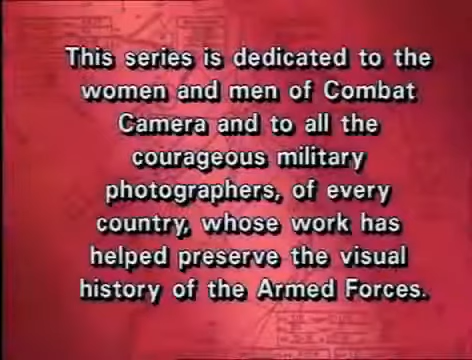 This series is dedicated to the
women and men of Combat
Camera and to all the
courageous military
photographers, of every
country, whose work has
helped preserve the visual
history of the Armed Forces.